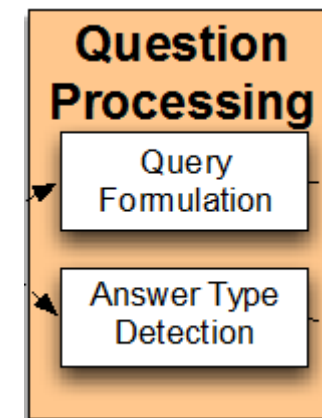 Question
Processing
Query
Formulation
Answer Type
Detection